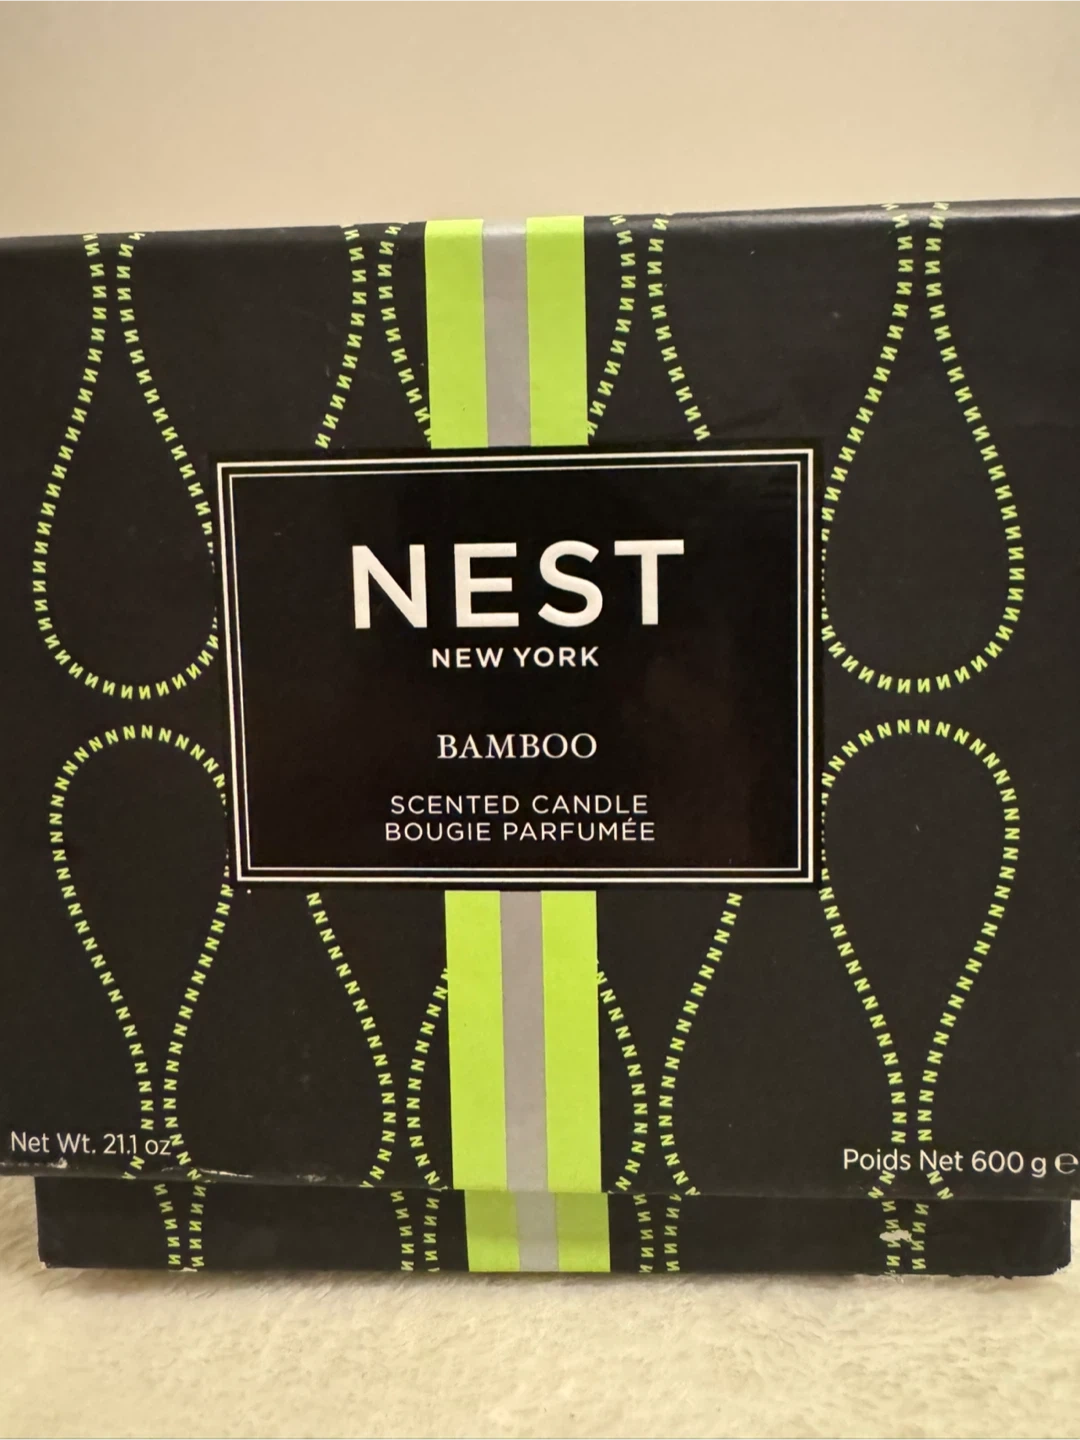 NEST
NEW YORK
BAMBOO
SCENTED CANDLE
BOUGIE PARFUMÉE
Net Wt. 21.1 oz
Poids Net 600 g ℮